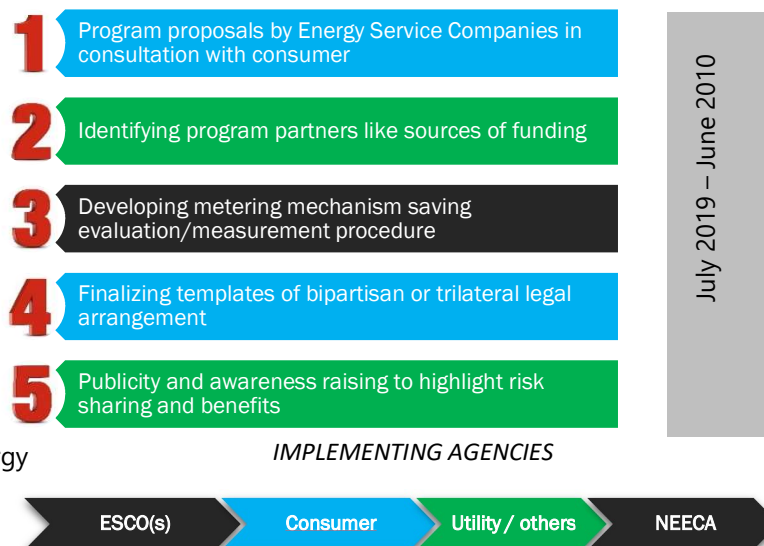 1
Program proposals by Energy Service Companies in
consultation with consumer
2
Identifying program partners like sources of funding
3
Developing metering mechanism saving
evaluation/measurement procedure
4
Finalizing templates of bipartisan or trilateral legal
arrangement
5
Publicity and awareness raising to highlight risk
sharing and benefits
July 2019 – June 2010
gy
IMPLEMENTING AGENCIES
ESCO(s)
Consumer
Utility / others
NEECA